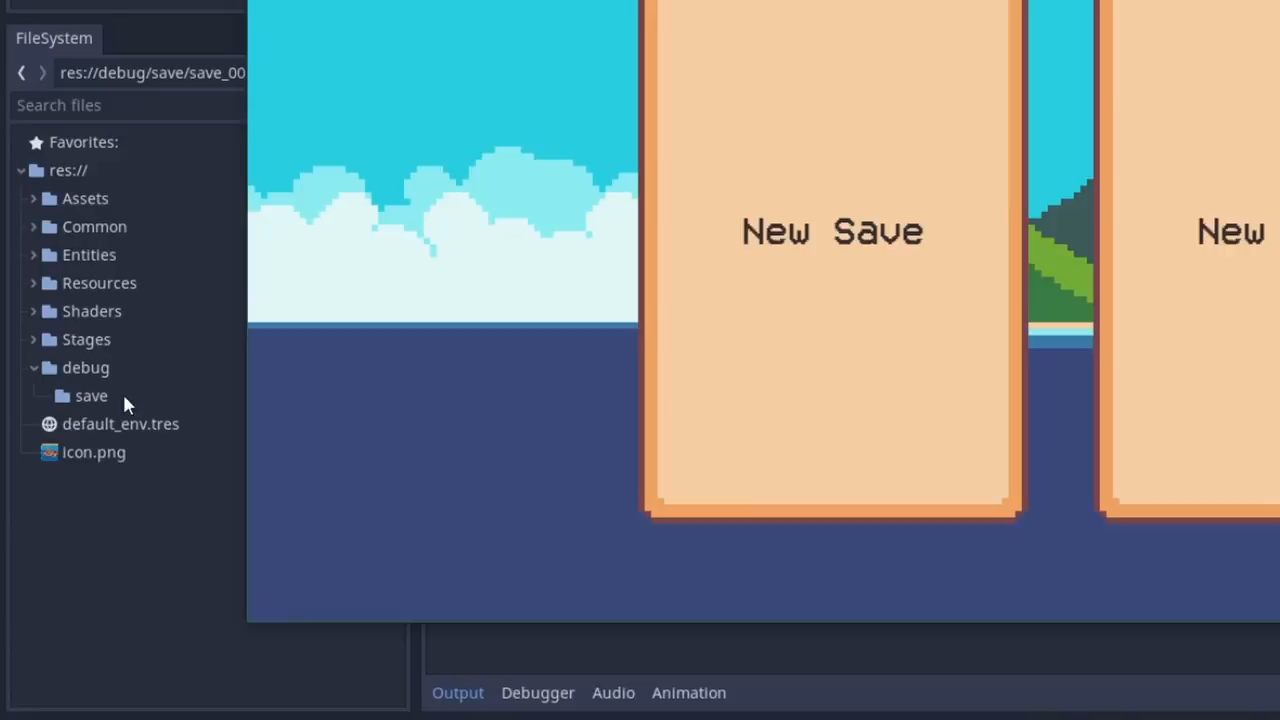 FileSystem
res://debug/save/save_00
Search files
Favorites:
res://
Assets
Common
Entities
Resources
Shaders
Stages
debug
save
default_env.tres
icon.png
New Save
New
Output Debugger Audio Animation